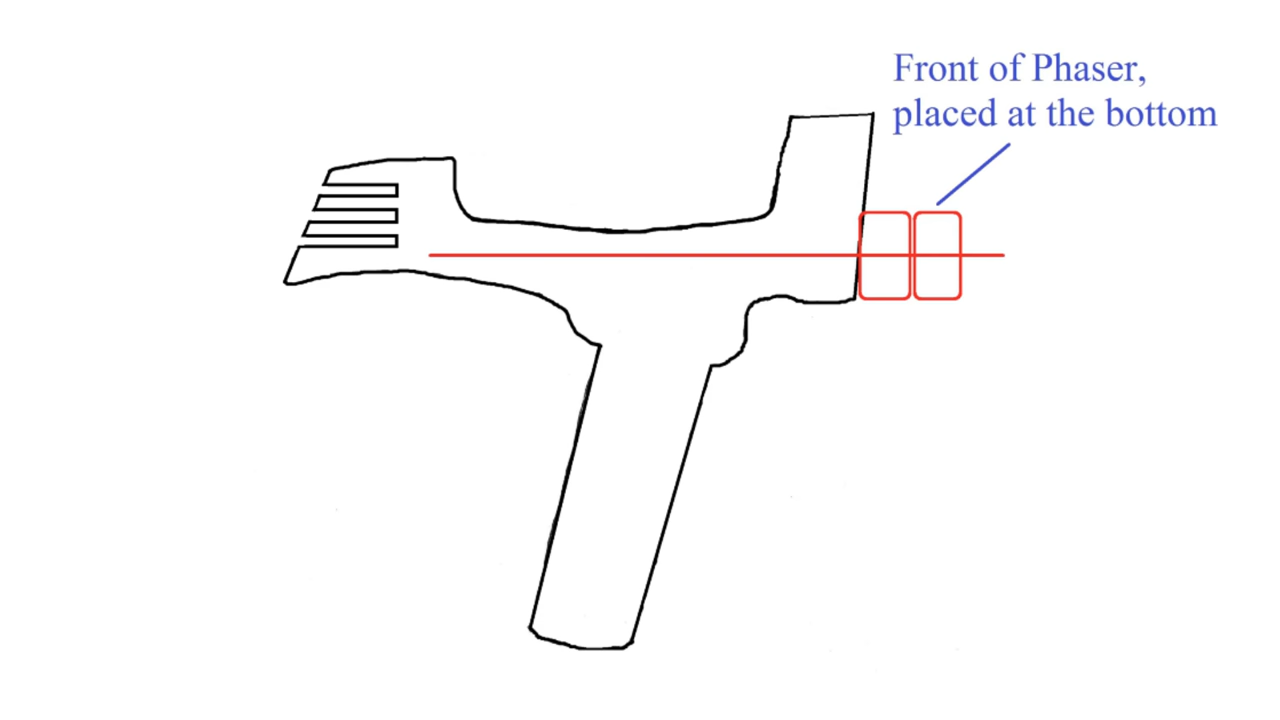 Front of Phaser,
placed at the bottom